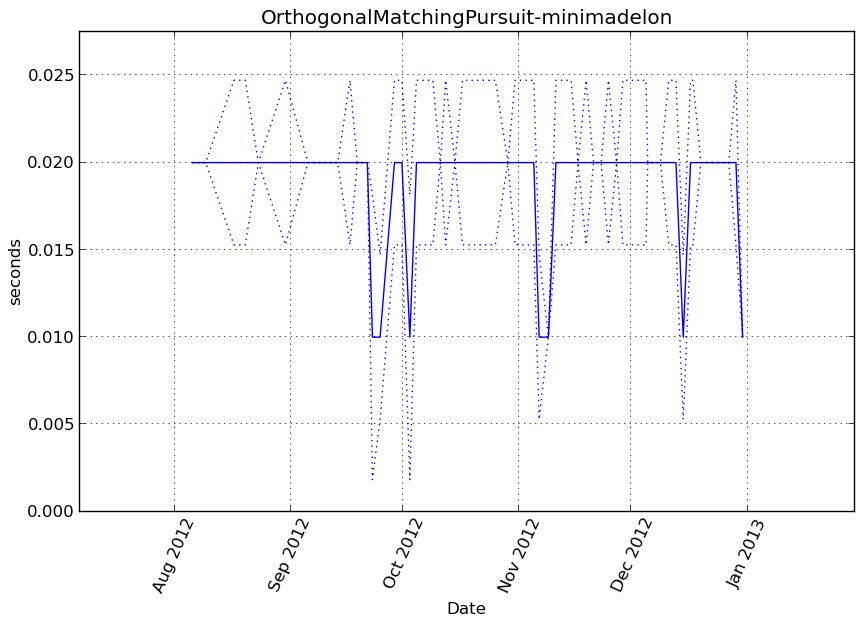 OrthogonalMatchingPursuit-minimadelon
0.025
0.020
0.015
0.010
0.005
0.000
seconds
Aug 2012
Sep 2012
Oct 2012
Nov 2012
Dec 2012
Jan 2013
Date